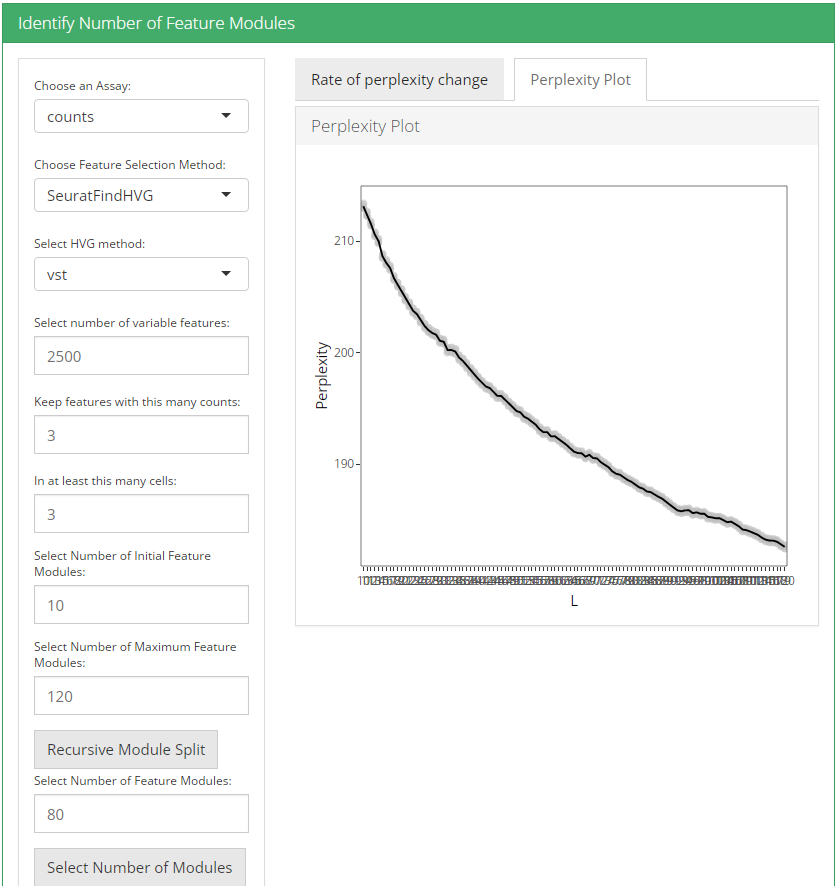 Identify Number of Feature Modules
Choose an Assay:
counts
Choose Feature Selection Method:
SeuratFindHVG
Select HVG method:
vst
Select number of variable features:
2500
Keep features with this many counts:
3
In at least this many cells:
3
Select Number of Initial Feature
Modules:
10
Select Number of Maximum Feature
Modules:
120
Recursive Module Split
Select Number of Feature Modules:
80
Select Number of Modules
Rate of perplexity change
Perplexity Plot
Perplexity Plot
Perplexity
210
200
190
L